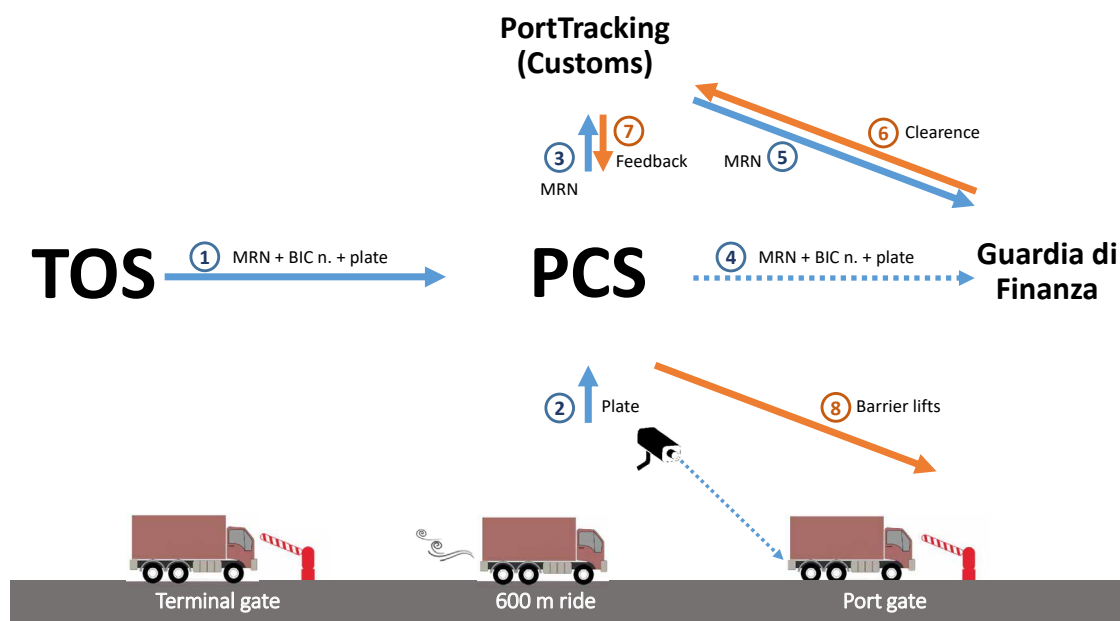 PortTracking
(Customs)
7
6 Clearence
3
Feedback
MRN 5
MRN
TOS
1 MRN + BIC n. + plate
PCS
4 MRN + BIC n. + plate
Guardia di
Finanza
2 Plate
8 Barrier lifts
Terminal gate
600 m ride
Port gate